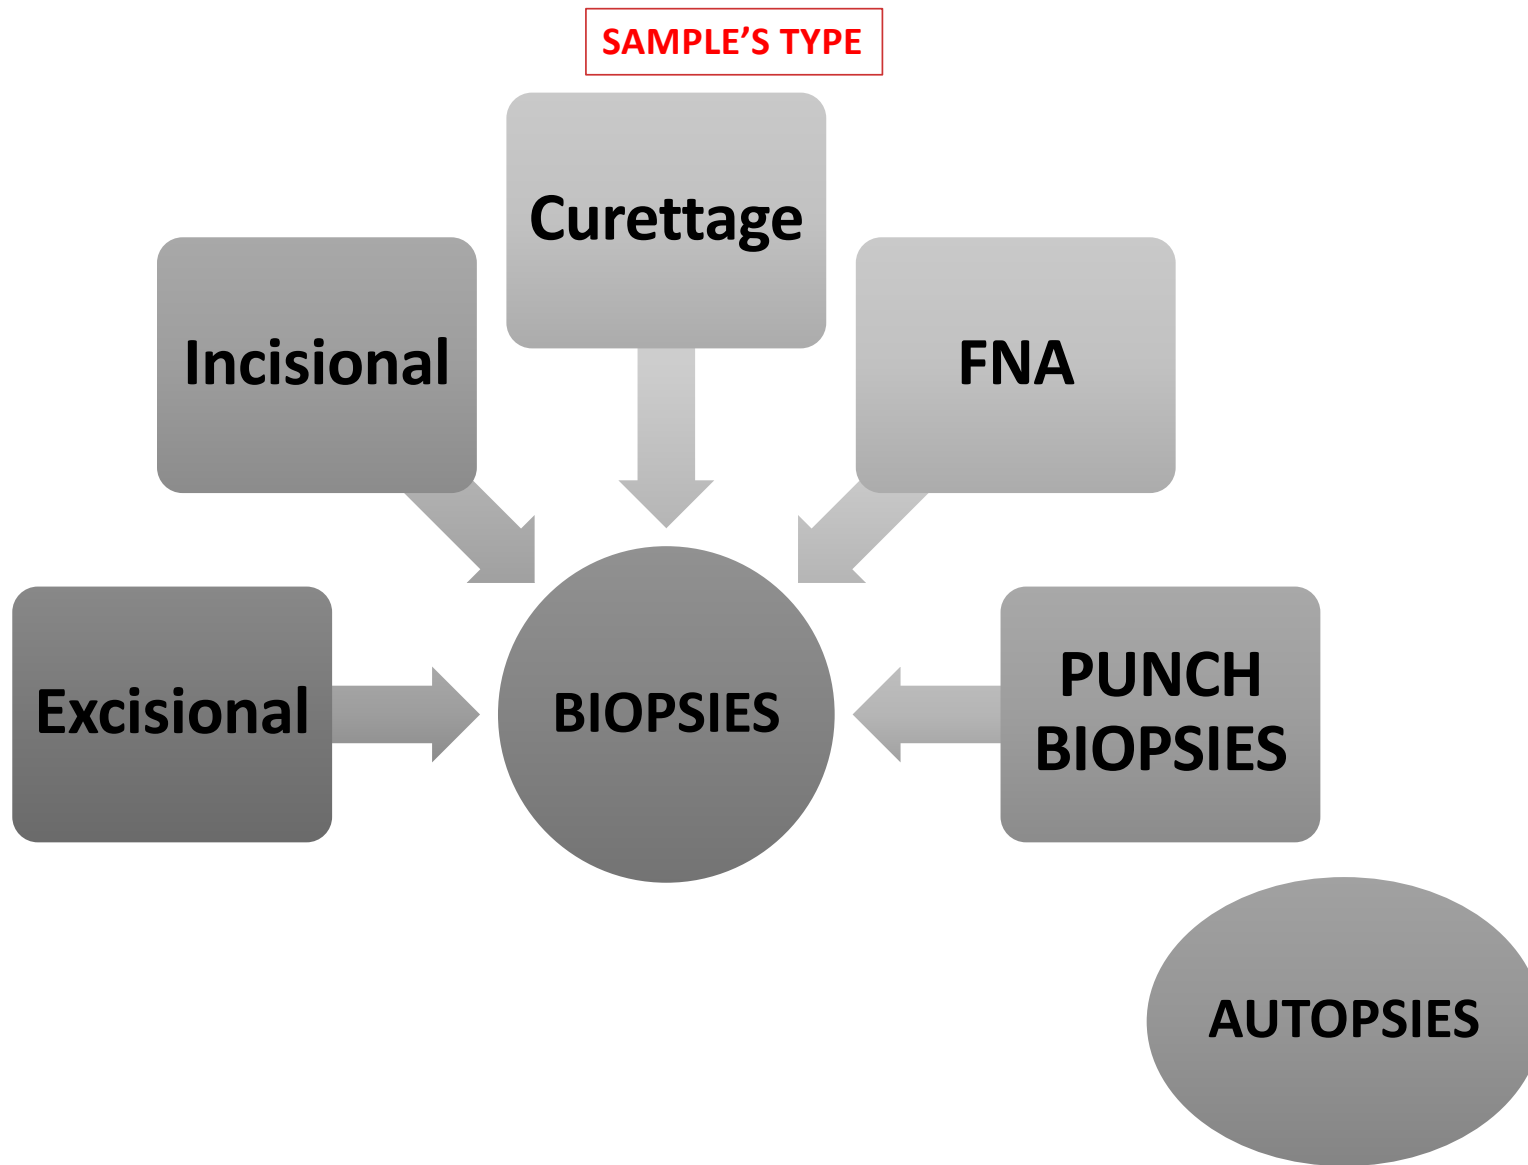 SAMPLE'S TYPE
Curettage
Incisional
FNA
Excisional
BIOPSIES
PUNCH
BIOPSIES
AUTOPSIES